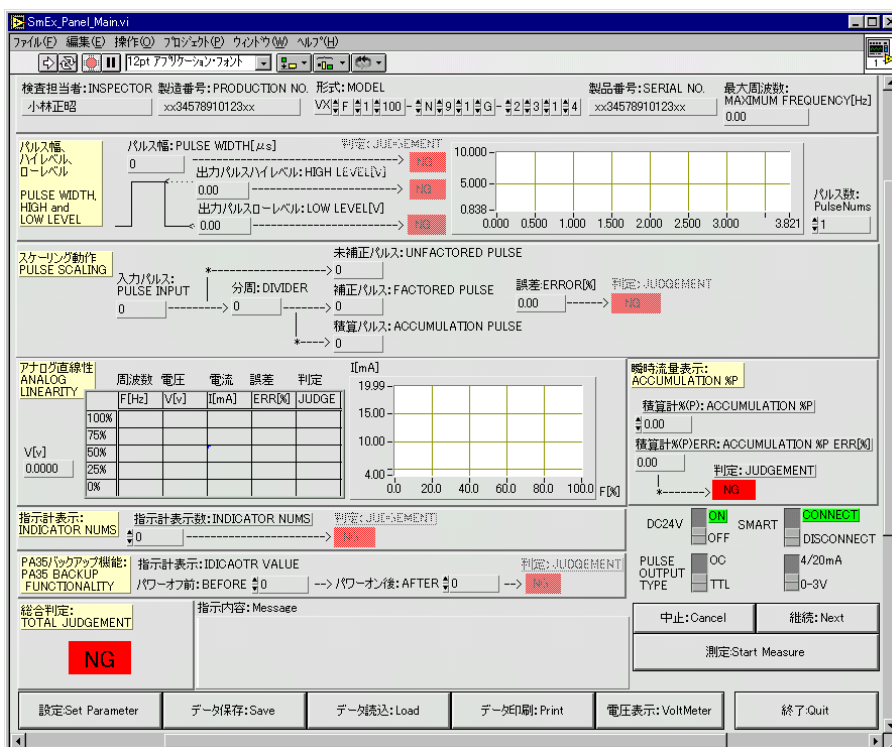 SmEx_Panel_Main.vi
ファイル(F) 編集(E) 操作(O) プロジェクト(P) ウィンドウ(W) ヘルプ(H)
12pt アプリケーション・フォント
1
検査担当者:INSPECTOR 製造番号:PRODUCTION NO. 形式:MODEL 製品番号:SERIAL NO. 最大周波数:
MAXIMUM FREQUENCY[Hz]
小林正昭 xx34578910123xx VX F 1 100 - N 9 1 G - 2 3 1 4 xx34578910123xx 0.00
パルス幅、
ハイレベル、
ローレベル
PULSE WIDTH,
HIGH and
LOW LEVEL
パルス幅:PULSE WIDTH[μs] 判定:JUDGEMENT
0 NG
出力パルスハイレベル:HIGH LEVEL[V]
0.00 NG
出力パルスローレベル:LOW LEVEL[V]
0.00 NG
10.000
5.000
0.838
0.000 0.500 1.000 1.500 2.000 2.500 3.000 3.821
パルス数:
PulseNums
1
スケーリング動作
PULSE SCALING
未補正パルス:UNFACTORED PULSE
*-----> 0
入力パルス:
PULSE INPUT
0
分周:DIVIDER
0
補正パルス:FACTORED PULSE
0
誤差:ERROR[%] 判定:JUDGEMENT
0.00 NG
積算パルス:ACCUMULATION PULSE
*----> 0
アナログ直線性
ANALOG
LINEARITY
周波数 電圧 電流 誤差 判定
F[Hz] V[v] I[mA] ERR[%] JUDGE
100%
75%
50%
25%
0%
V[v]
0.0000
I[mA]
19.99
15.00
10.00
4.00
0.0 20.0 40.0 60.0 80.0 100.0 F[%]
瞬時流量表示:
ACCUMULATION %P
積算計%(P):ACCUMULATION %P
0.00
積算計%(P)ERR:ACCUMULATION %P ERR[%]
0.00
判定:JUDGEMENT
*-----> NG
指示計表示:
INDICATOR NUMS
指示計表示数:INDICATOR NUMS 判定:JUDGEMENT
0 NG
DC24V ON OFF
SMART CONNECT DISCONNECT
PA35バックアップ機能:
PA35 BACKUP
FUNCTIONALITY
指示計表示:IDICAOTR VALUE 判定:JUDGEMENT
パワーオフ前:BEFORE 0 --> パワーオン後:AFTER 0 --> NG
PULSE
OUTPUT
TYPE
OC
TTL
4/20mA
0-3V
総合判定:
TOTAL JUDGEMENT
NG
指示内容:Message
中止:Cancel 継続:Next
測定:Start Measure
設定:Set Parameter データ保存:Save データ読込:Load データ印刷:Print 電圧表示:VoltMeter 終了:Quit